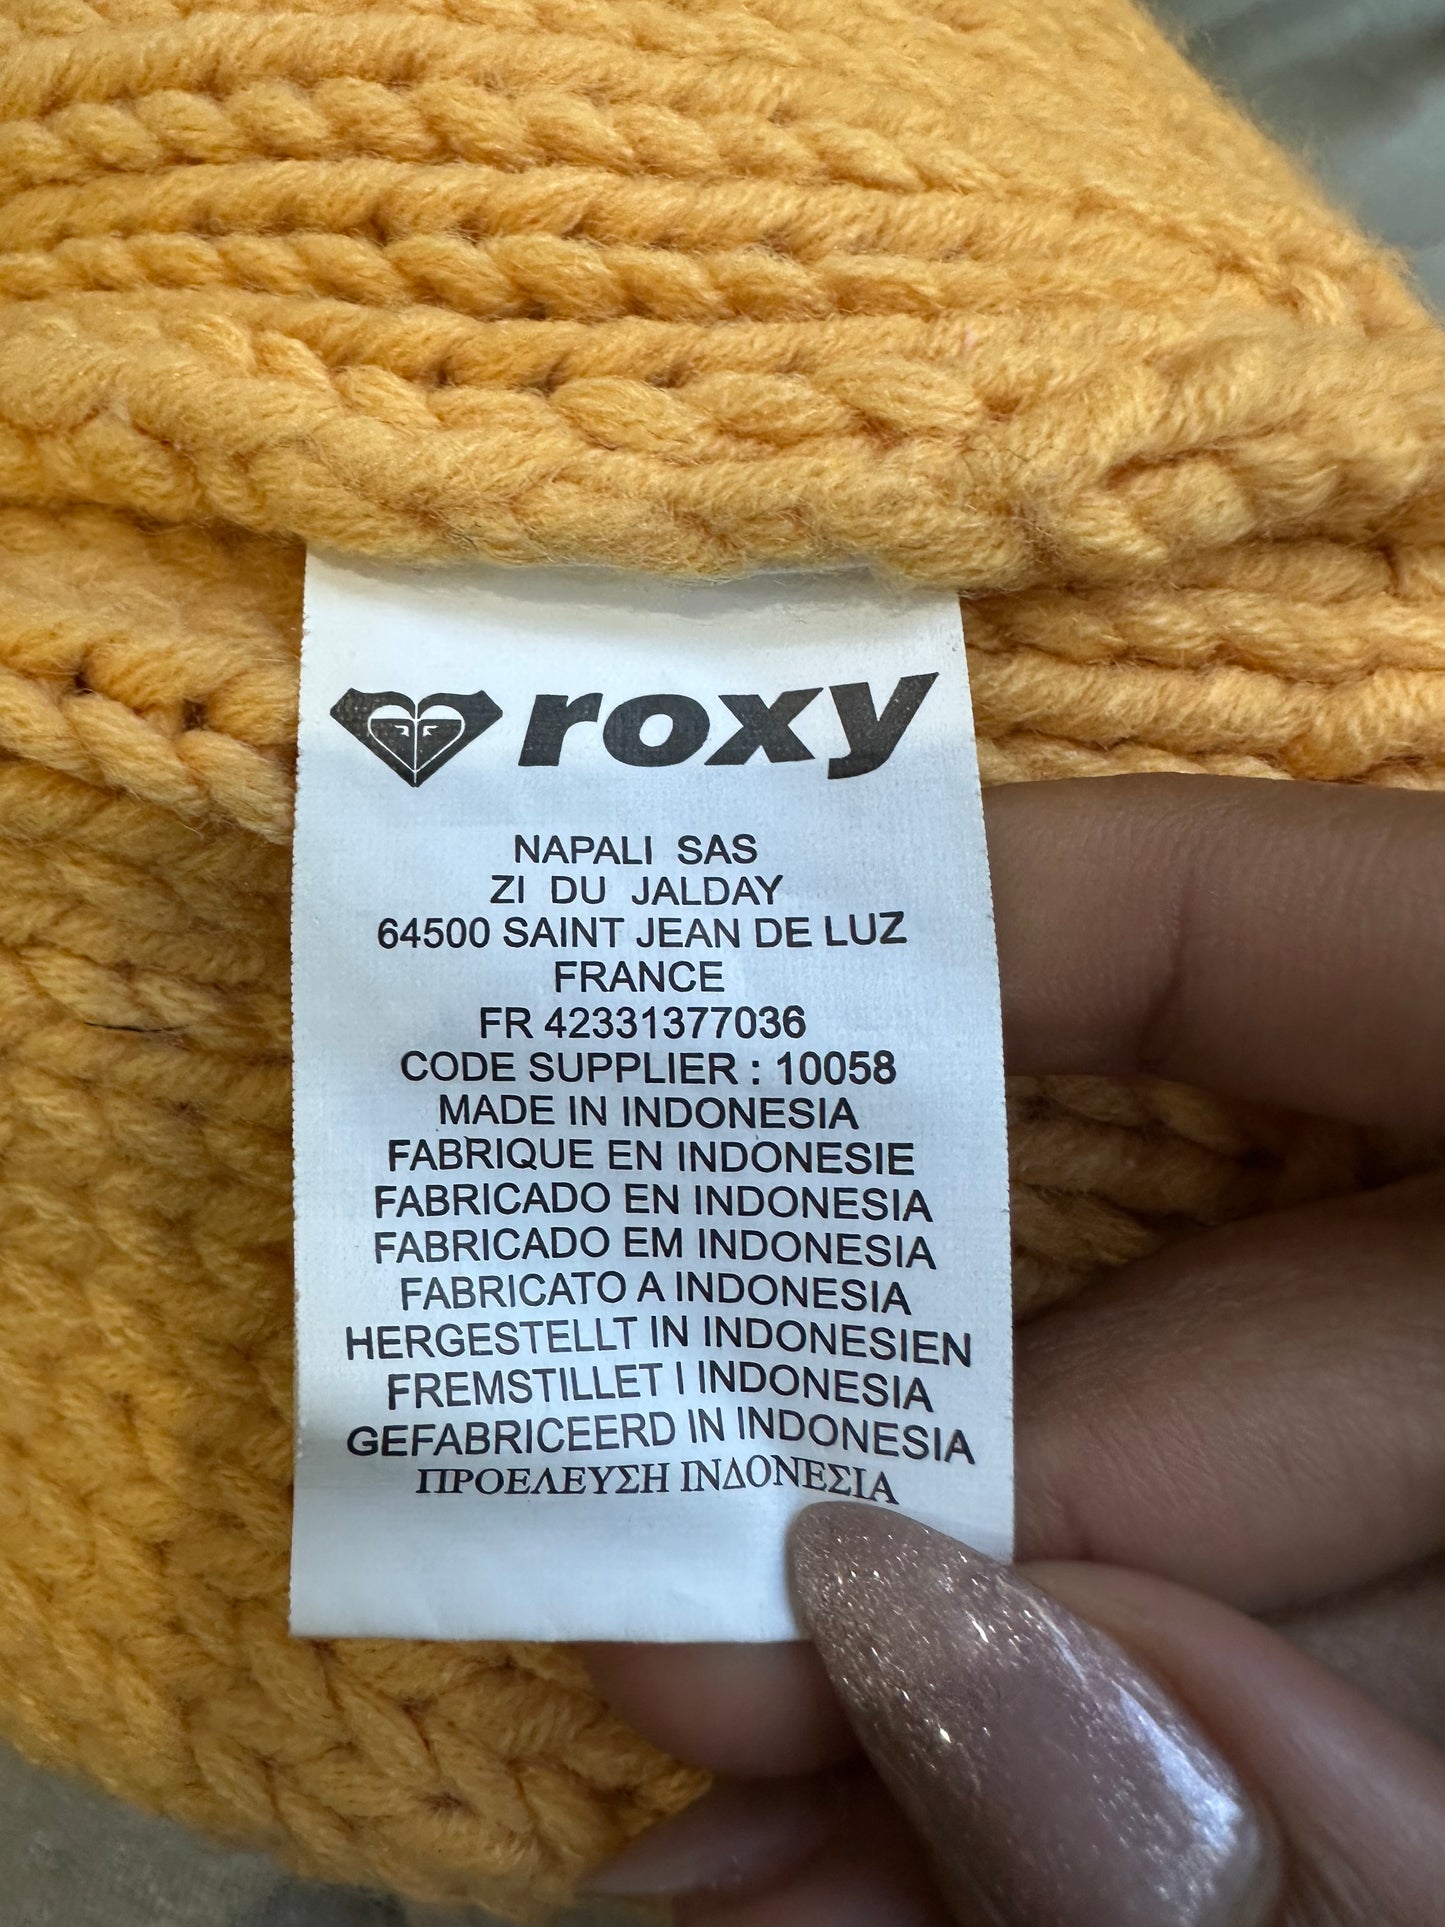 roxy
NAPALI SAS
ZI DU JALDAY
64500 SAINT JEAN DE LUZ
FRANCE
FR 42331377036
CODE SUPPLIER : 10058
MADE IN INDONESIA
FABRIQUE EN INDONESIE
FABRICADO EN INDONESIA
FABRICADO EM INDONESIA
FABRICATO A INDONESIA
HERGESTELLT IN INDONESIEN
FREMSTILLET I INDONESIA
GEFABRICEERD IN INDONESIA
ΠΡΟΕΛΕΥΣΗ ΙΝΔΟΝΕΣΙΑ